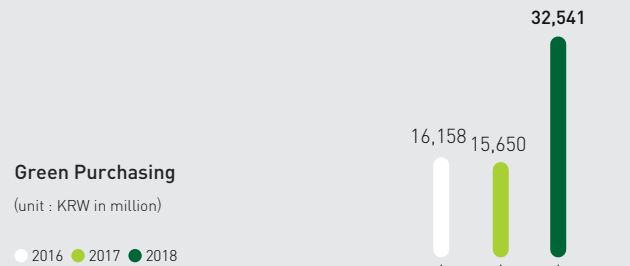 32,541
16,158 15,650
Green Purchasing
(unit : KRW in million)
2016 2017 2018